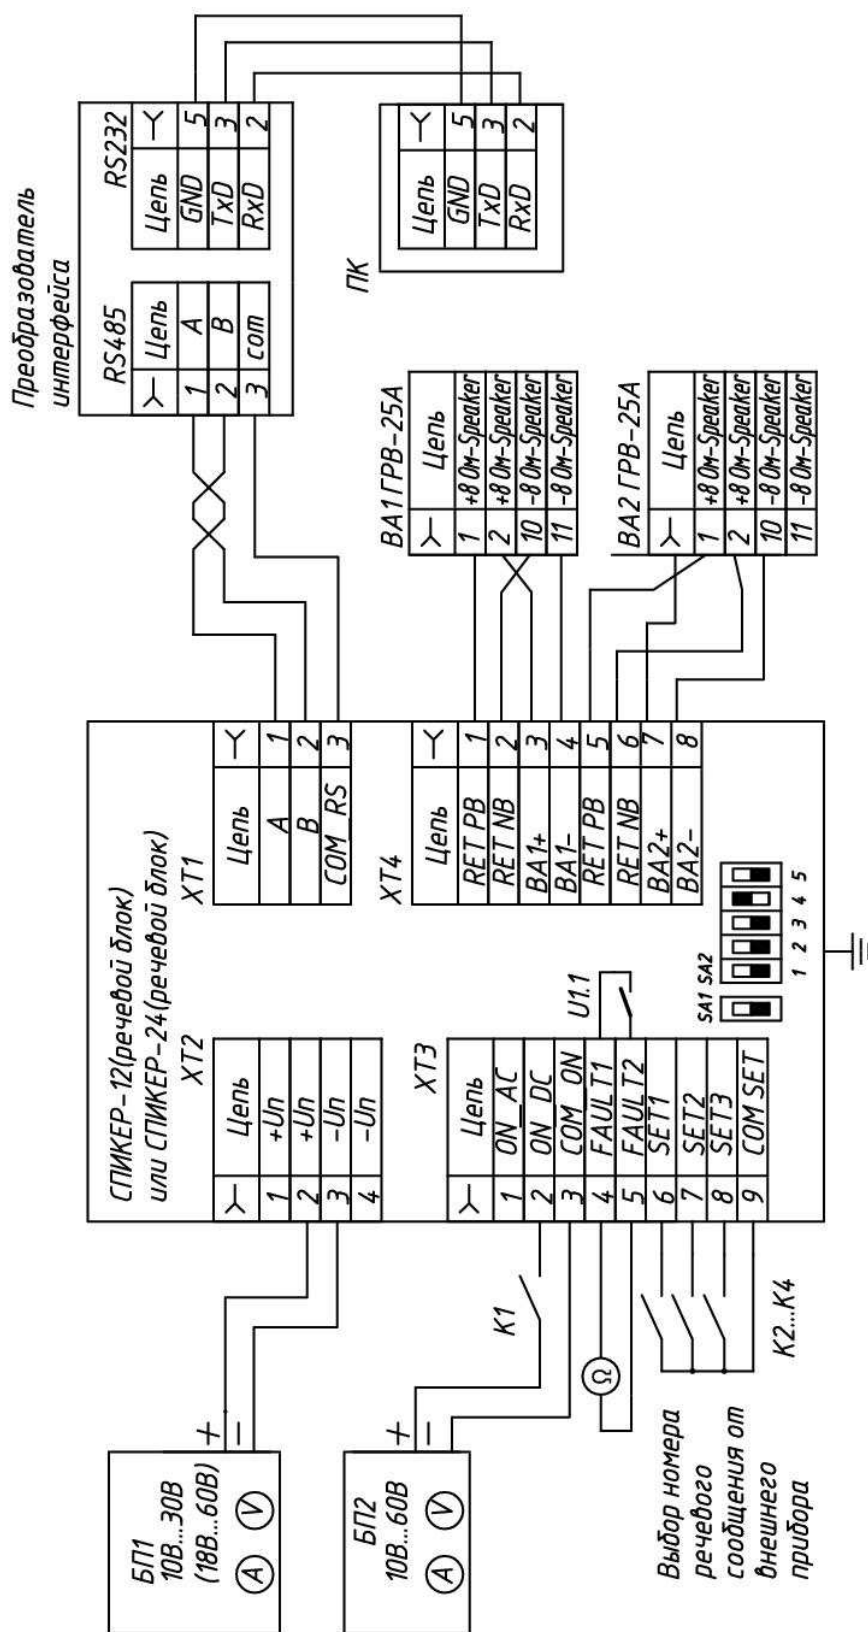 Преобразователь
интерфейса
RS485
RS232
Цепь
1 A
2 B
3 com
Цепь
GND 5
TxD 3
RxD 2
ПК
Цепь
GND 5
TxD 3
RxD 2
СПИКЕР-12(речевой блок)
или СПИКЕР-24(речевой блок)
XT2
Цепь
1 +Uп
2 +Uп
3 -Uп
4 -Uп
XT1
Цепь
A 1
B 2
COM_RS 3
XT3
Цепь
1 ON_AC
2 ON_DC
3 COM_ON
4 FAULT1
5 FAULT2
6 SET1
7 SET2
8 SET3
9 COM SET
U1.1
XT4
Цепь
RET PB 1
RET NB 2
BA1+ 3
BA1- 4
RET PB 5
RET NB 6
BA2+ 7
BA2- 8
SA1 SA2
1 2 3 4 5
BA1 ГРВ-25А
Цепь
1 +8 Ом-Speaker
2 +8 Ом-Speaker
10 -8 Ом-Speaker
11 -8 Ом-Speaker
BA2 ГРВ-25А
Цепь
1 +8 Ом-Speaker
2 +8 Ом-Speaker
10 -8 Ом-Speaker
11 -8 Ом-Speaker
БП1
10В...30В
(18В...60В)
A V
+
−
БП2
10В...60В
A V
+
−
K1
Ω
K2...K4
Выбор номера
речевого
сообщения от
внешнего
прибора